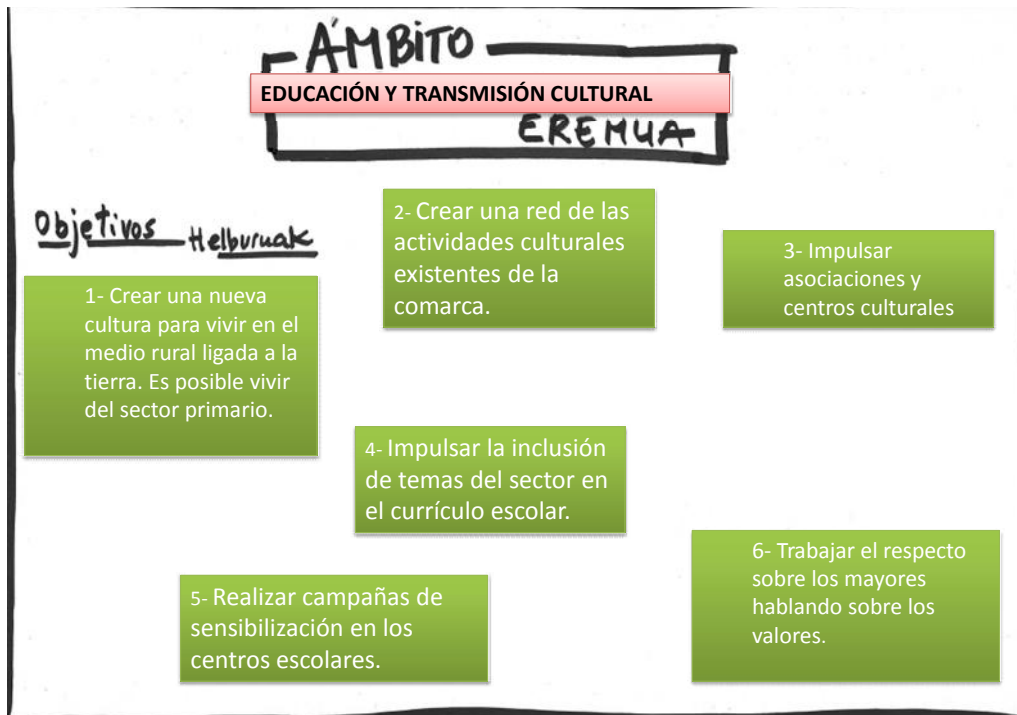 ÁMBITO
EDUCACIÓN Y TRANSMISIÓN CULTURAL
EREMUA
Objetivos Helburuak
1- Crear una nueva
cultura para vivir en el
medio rural ligada a la
tierra. Es posible vivir
del sector primario.
2- Crear una red de las
actividades culturales
existentes de la
comarca.
3- Impulsar
asociaciones y
centros culturales
4- Impulsar la inclusión
de temas del sector en
el currículo escolar.
5- Realizar campañas de
sensibilización en los
centros escolares.
6- Trabajar el respecto
sobre los mayores
hablando sobre los
valores.